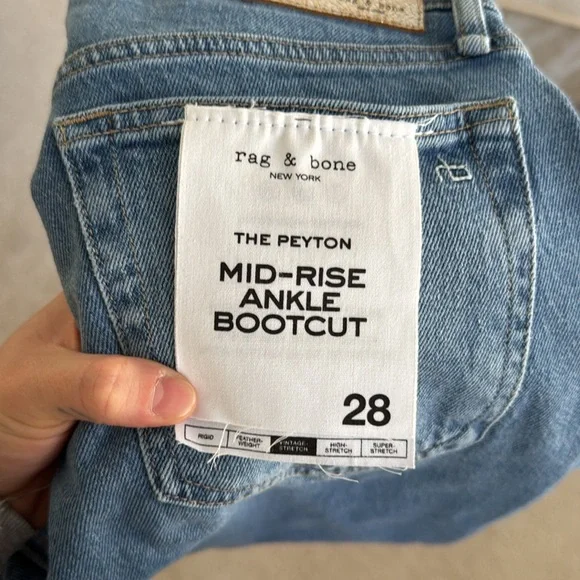 rag & bone
NEW YORK
THE PEYTON
MID-RISE
ANKLE
BOOTCUT
28
RIGID
FEATHER-
WEIGHT
VINTAGE-
STRETCH
HIGH-
STRETCH
SUPER-
STRETCH